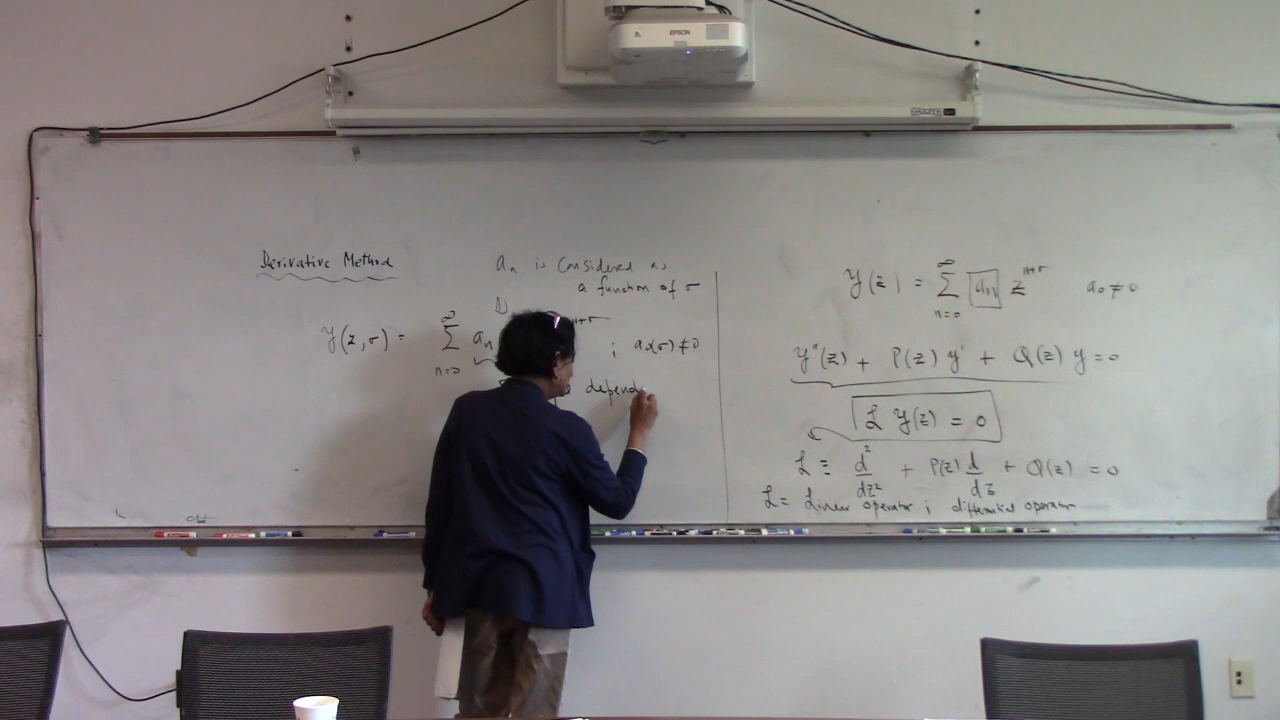 EPSON
Derivative Method
aₙ is considered as
a function of σ
y(z,σ) = ∑ₙ₌₀^∞ aₙ n+σ ; a₀(σ) ≠ 0
depend
y(z) = ∑ₙ₌₀^∞ aₙ zⁿ⁺σ a₀ ≠ 0
y''(z) + P(z) y' + Q(z) y = 0
ℒ y(z) = 0
ℒ ≡ d²/dz² + P(z) d/dz + Q(z) = 0
ℒ = Linear operator ; differential operator